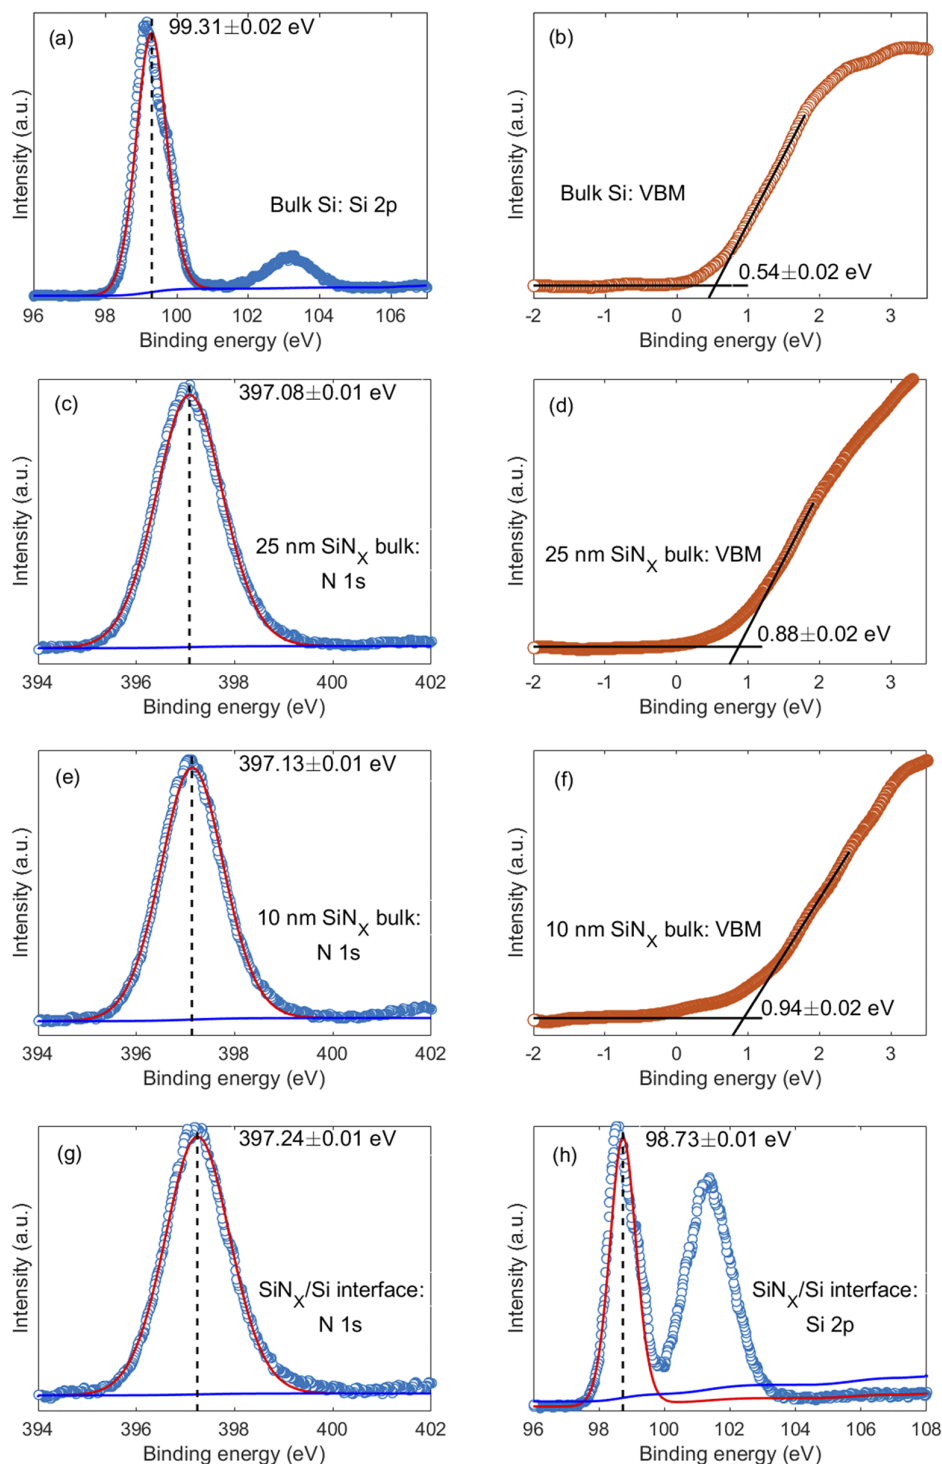 (a)
99.31±0.02 eV
Intensity (a.u.)
Bulk Si: Si 2p
96 98 100 102 104 106
Binding energy (eV)
(b)
Intensity (a.u.)
Bulk Si: VBM
0.54±0.02 eV
-2 -1 0 1 2 3
Binding energy (eV)
(c)
397.08±0.01 eV
Intensity (a.u.)
25 nm SiNX bulk:
N 1s
394 396 398 400 402
Binding energy (eV)
(d)
Intensity (a.u.)
25 nm SiNX bulk: VBM
0.88±0.02 eV
-2 -1 0 1 2 3
Binding energy (eV)
(e)
397.13±0.01 eV
Intensity (a.u.)
10 nm SiNX bulk:
N 1s
394 396 398 400 402
Binding energy (eV)
(f)
Intensity (a.u.)
10 nm SiNX bulk: VBM
0.94±0.02 eV
-2 -1 0 1 2 3
Binding energy (eV)
(g)
397.24±0.01 eV
Intensity (a.u.)
SiNX/Si interface:
N 1s
394 396 398 400 402
Binding energy (eV)
(h)
98.73±0.01 eV
Intensity (a.u.)
SiNX/Si interface:
Si 2p
96 98 100 102 104 106 108
Binding energy (eV)